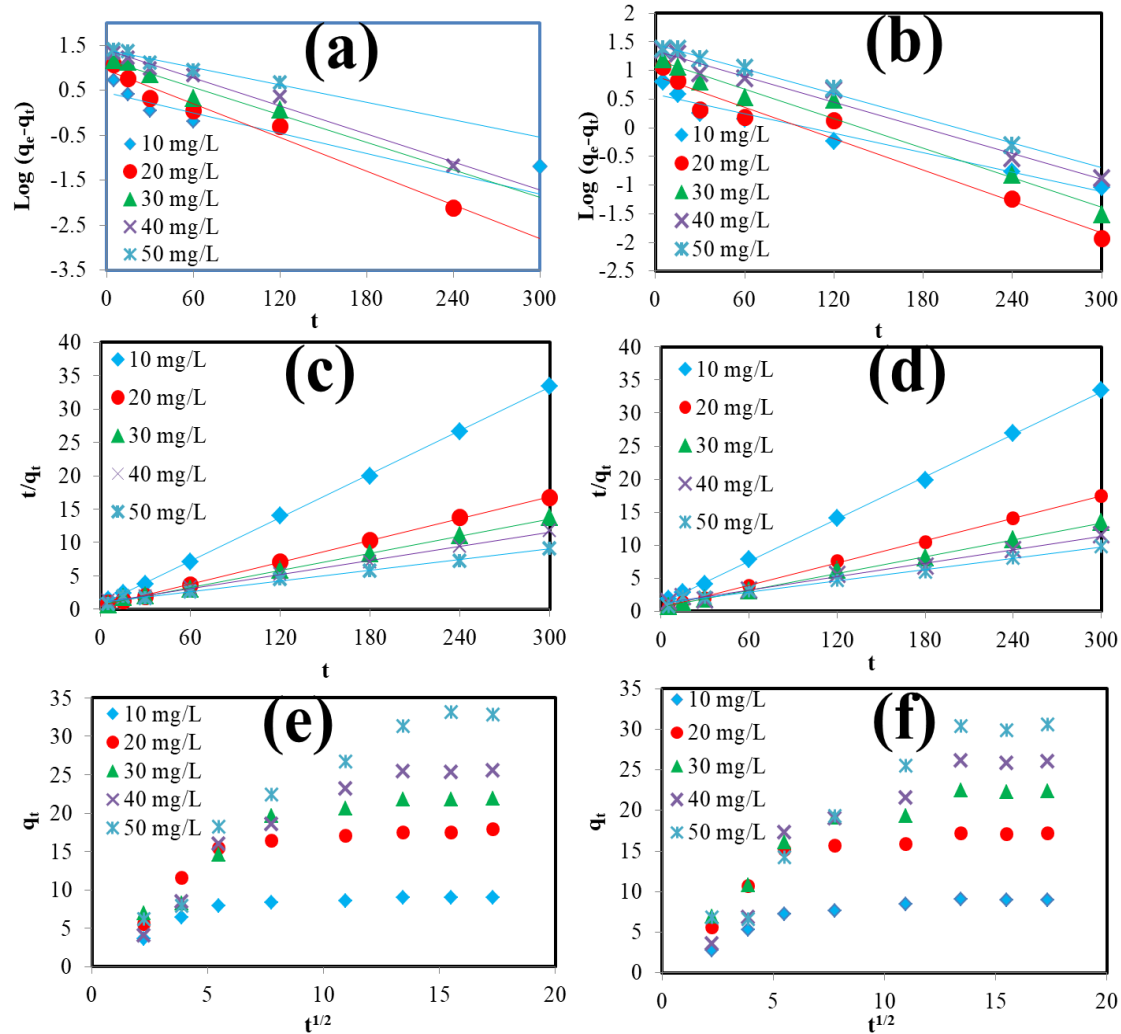 (a)
1.5
0.5
-0.5
-1.5
-2.5
-3.5
Log (qe-qt)
10 mg/L
20 mg/L
30 mg/L
40 mg/L
50 mg/L
0 60 120 180 240 300
t
(b)
2
1.5
1
0.5
0
-0.5
-1
-1.5
-2
-2.5
Log (qe-qt)
10 mg/L
20 mg/L
30 mg/L
40 mg/L
50 mg/L
0 60 120 180 240 300
t
(c)
40
35
30
25
20
15
10
5
0
t/qt
10 mg/L
20 mg/L
30 mg/L
40 mg/L
50 mg/L
0 60 120 180 240 300
t
(d)
40
35
30
25
20
15
10
5
0
t/qt
10 mg/L
20 mg/L
30 mg/L
40 mg/L
50 mg/L
0 60 120 180 240 300
t
(e)
35
30
25
20
15
10
5
0
qt
10 mg/L
20 mg/L
30 mg/L
40 mg/L
50 mg/L
0 5 10 15 20
t1/2
(f)
35
30
25
20
15
10
5
0
qt
10 mg/L
20 mg/L
30 mg/L
40 mg/L
50 mg/L
0 5 10 15 20
t1/2